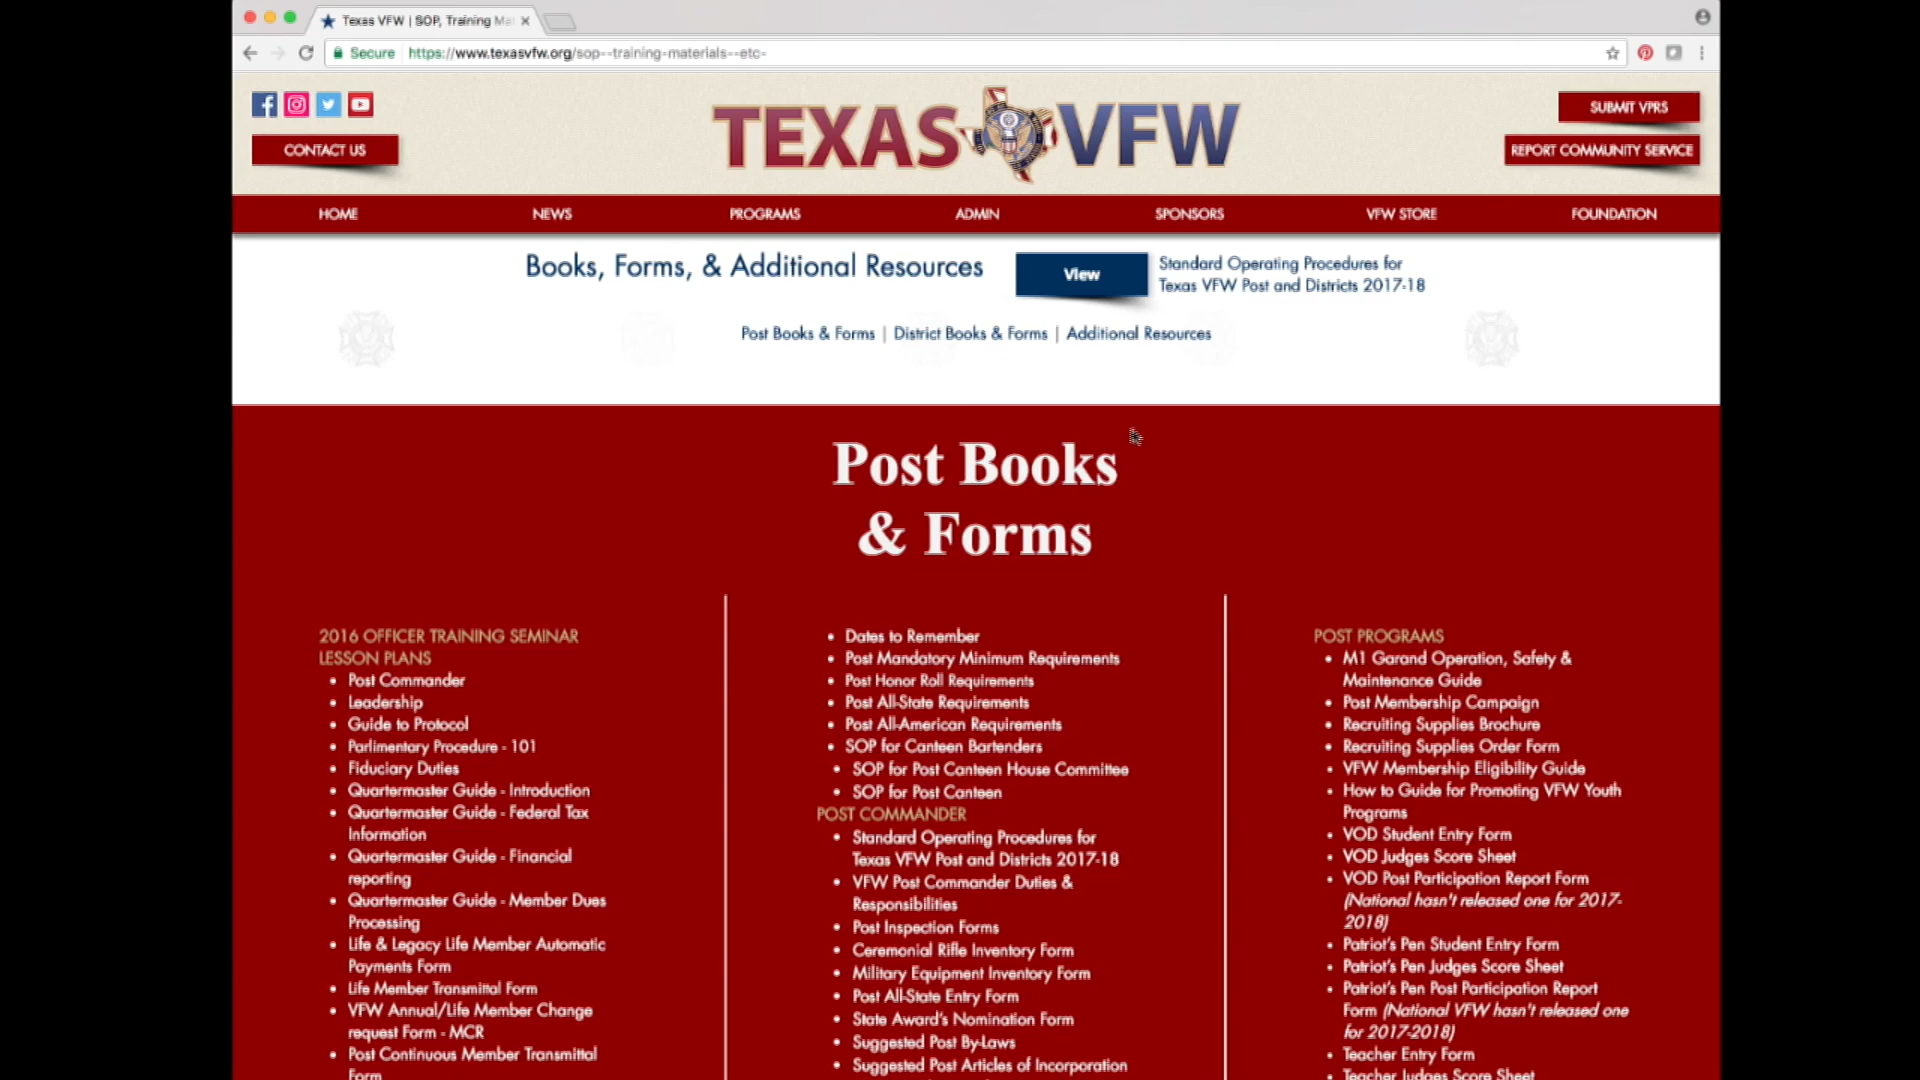 Texas VFW | SOP, Training Ma
Secure https://www.texasvfw.org/sop--training-materials--etc-
CONTACT US
TEXAS VFW
SUBMIT VPRS
REPORT COMMUNITY SERVICE
HOME NEWS PROGRAMS ADMIN SPONSORS VFW STORE FOUNDATION
Books, Forms, & Additional Resources
View
Standard Operating Procedures for
Texas VFW Post and Districts 2017-18
Post Books & Forms | District Books & Forms | Additional Resources
Post Books
& Forms
2016 OFFICER TRAINING SEMINAR
LESSON PLANS
• Post Commander
• Leadership
• Guide to Protocol
• Parlimentary Procedure - 101
• Fiduciary Duties
• Quartermaster Guide - Introduction
• Quartermaster Guide - Federal Tax
Information
• Quartermaster Guide - Financial
reporting
• Quartermaster Guide - Member Dues
Processing
• Life & Legacy Life Member Automatic
Payments Form
• Life Member Transmittal Form
• VFW Annual/Life Member Change
request Form - MCR
• Post Continuous Member Transmittal
Form
• Dates to Remember
• Post Mandatory Minimum Requirements
• Post Honor Roll Requirements
• Post All-State Requirements
• Post All-American Requirements
• SOP for Canteen Bartenders
• SOP for Post Canteen House Committee
• SOP for Post Canteen
POST COMMANDER
• Standard Operating Procedures for
Texas VFW Post and Districts 2017-18
• VFW Post Commander Duties &
Responsibilities
• Post Inspection Forms
• Ceremonial Rifle Inventory Form
• Military Equipment Inventory Form
• Post All-State Entry Form
• State Award's Nomination Form
• Suggested Post By-Laws
• Suggested Post Articles of Incorporation
POST PROGRAMS
• M1 Garand Operation, Safety &
Maintenance Guide
• Post Membership Campaign
• Recruiting Supplies Brochure
• Recruiting Supplies Order Form
• VFW Membership Eligibility Guide
• How to Guide for Promoting VFW Youth
Programs
• VOD Student Entry Form
• VOD Judges Score Sheet
• VOD Post Participation Report Form
(National hasn't released one for 2017-
2018)
• Patriot's Pen Student Entry Form
• Patriot's Pen Judges Score Sheet
• Patriot's Pen Post Participation Report
Form (National VFW hasn't released one
for 2017-2018)
• Teacher Entry Form
• Teacher Judges Score Sheet